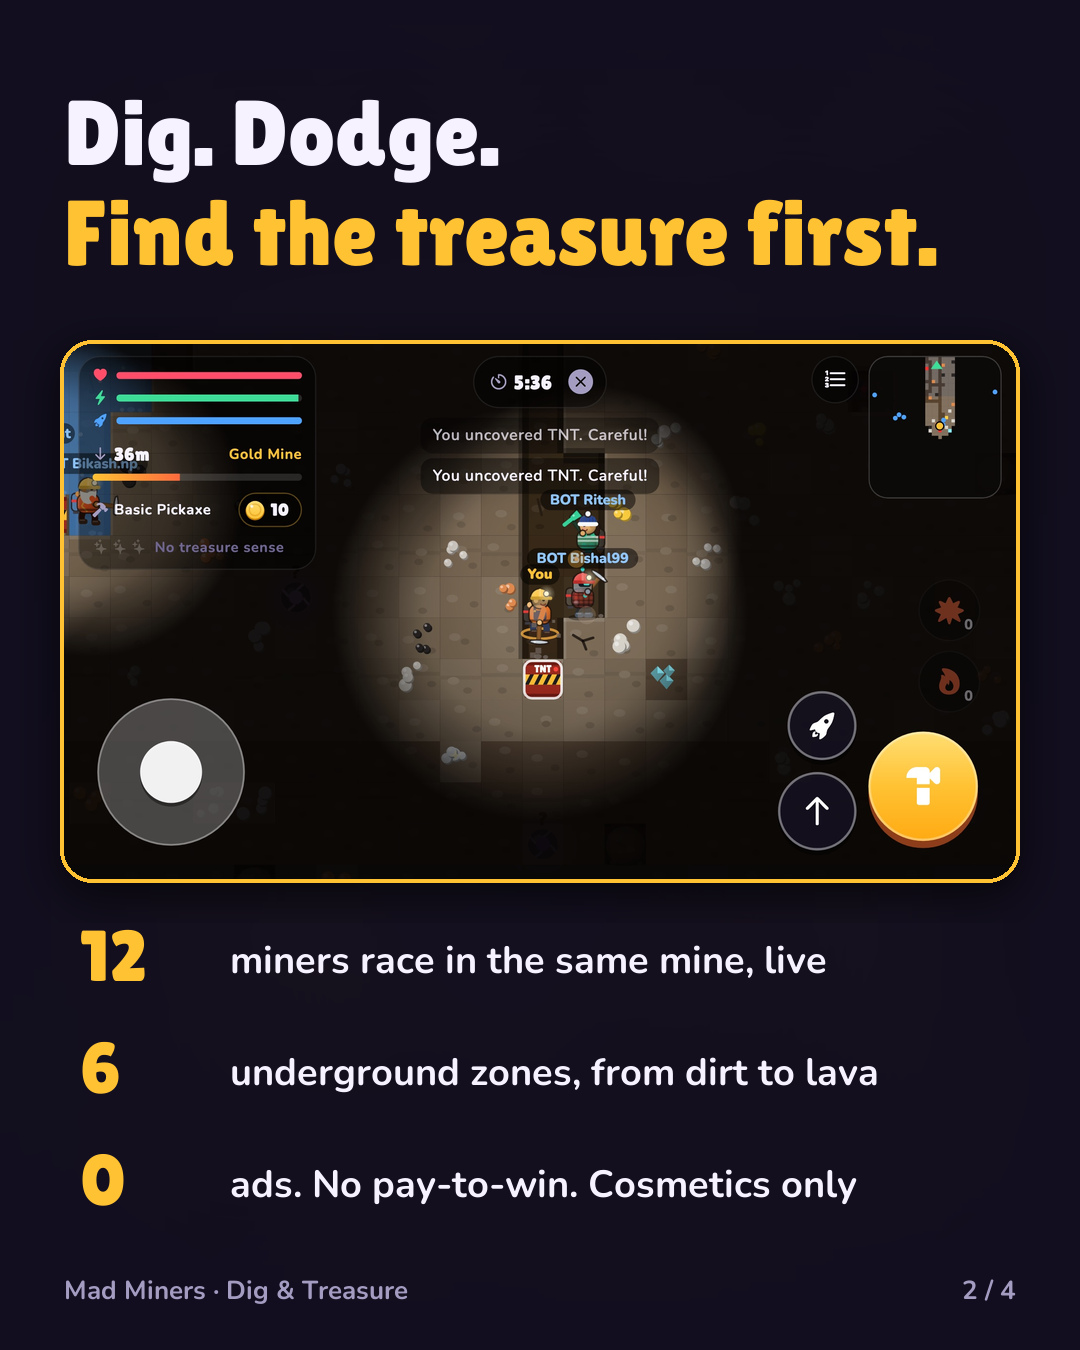 Dig. Dodge.
Find the treasure first.
5:36
You uncovered TNT. Careful!
You uncovered TNT. Careful!
36m
Gold Mine
Bikash.np
Basic Pickaxe
10
No treasure sense
BOT Ritesh
BOT Bishal99
You
TNT
0
0
12
miners race in the same mine, live
6
underground zones, from dirt to lava
0
ads. No pay-to-win. Cosmetics only
Mad Miners · Dig & Treasure
2 / 4